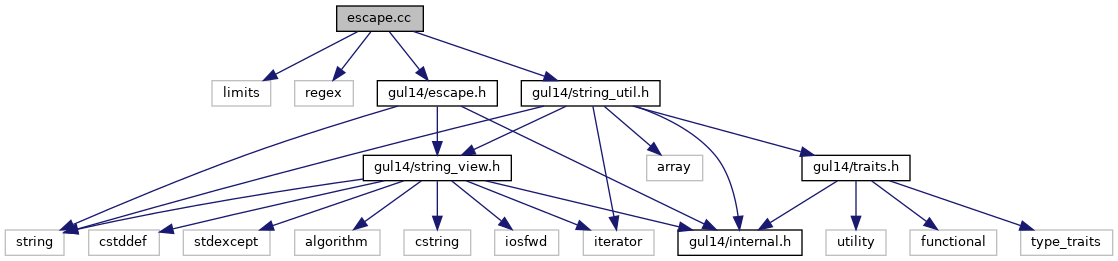 escape.cc
limits
regex
gul14/escape.h
gul14/string_util.h
gul14/string_view.h
array
gul14/traits.h
string
cstddef
stdexcept
algorithm
cstring
iosfwd
iterator
gul14/internal.h
utility
functional
type_traits